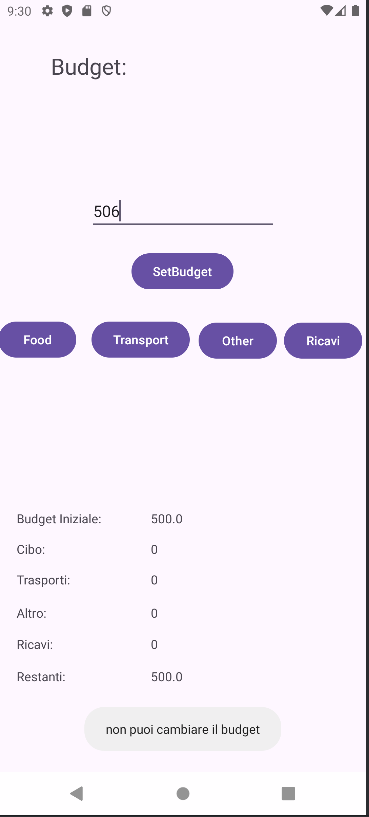 9:30
Budget:
506
SetBudget
Food Transport Other Ricavi
Budget Iniziale: 500.0
Cibo: 0
Trasporti: 0
Altro: 0
Ricavi: 0
Restanti: 500.0
non puoi cambiare il budget